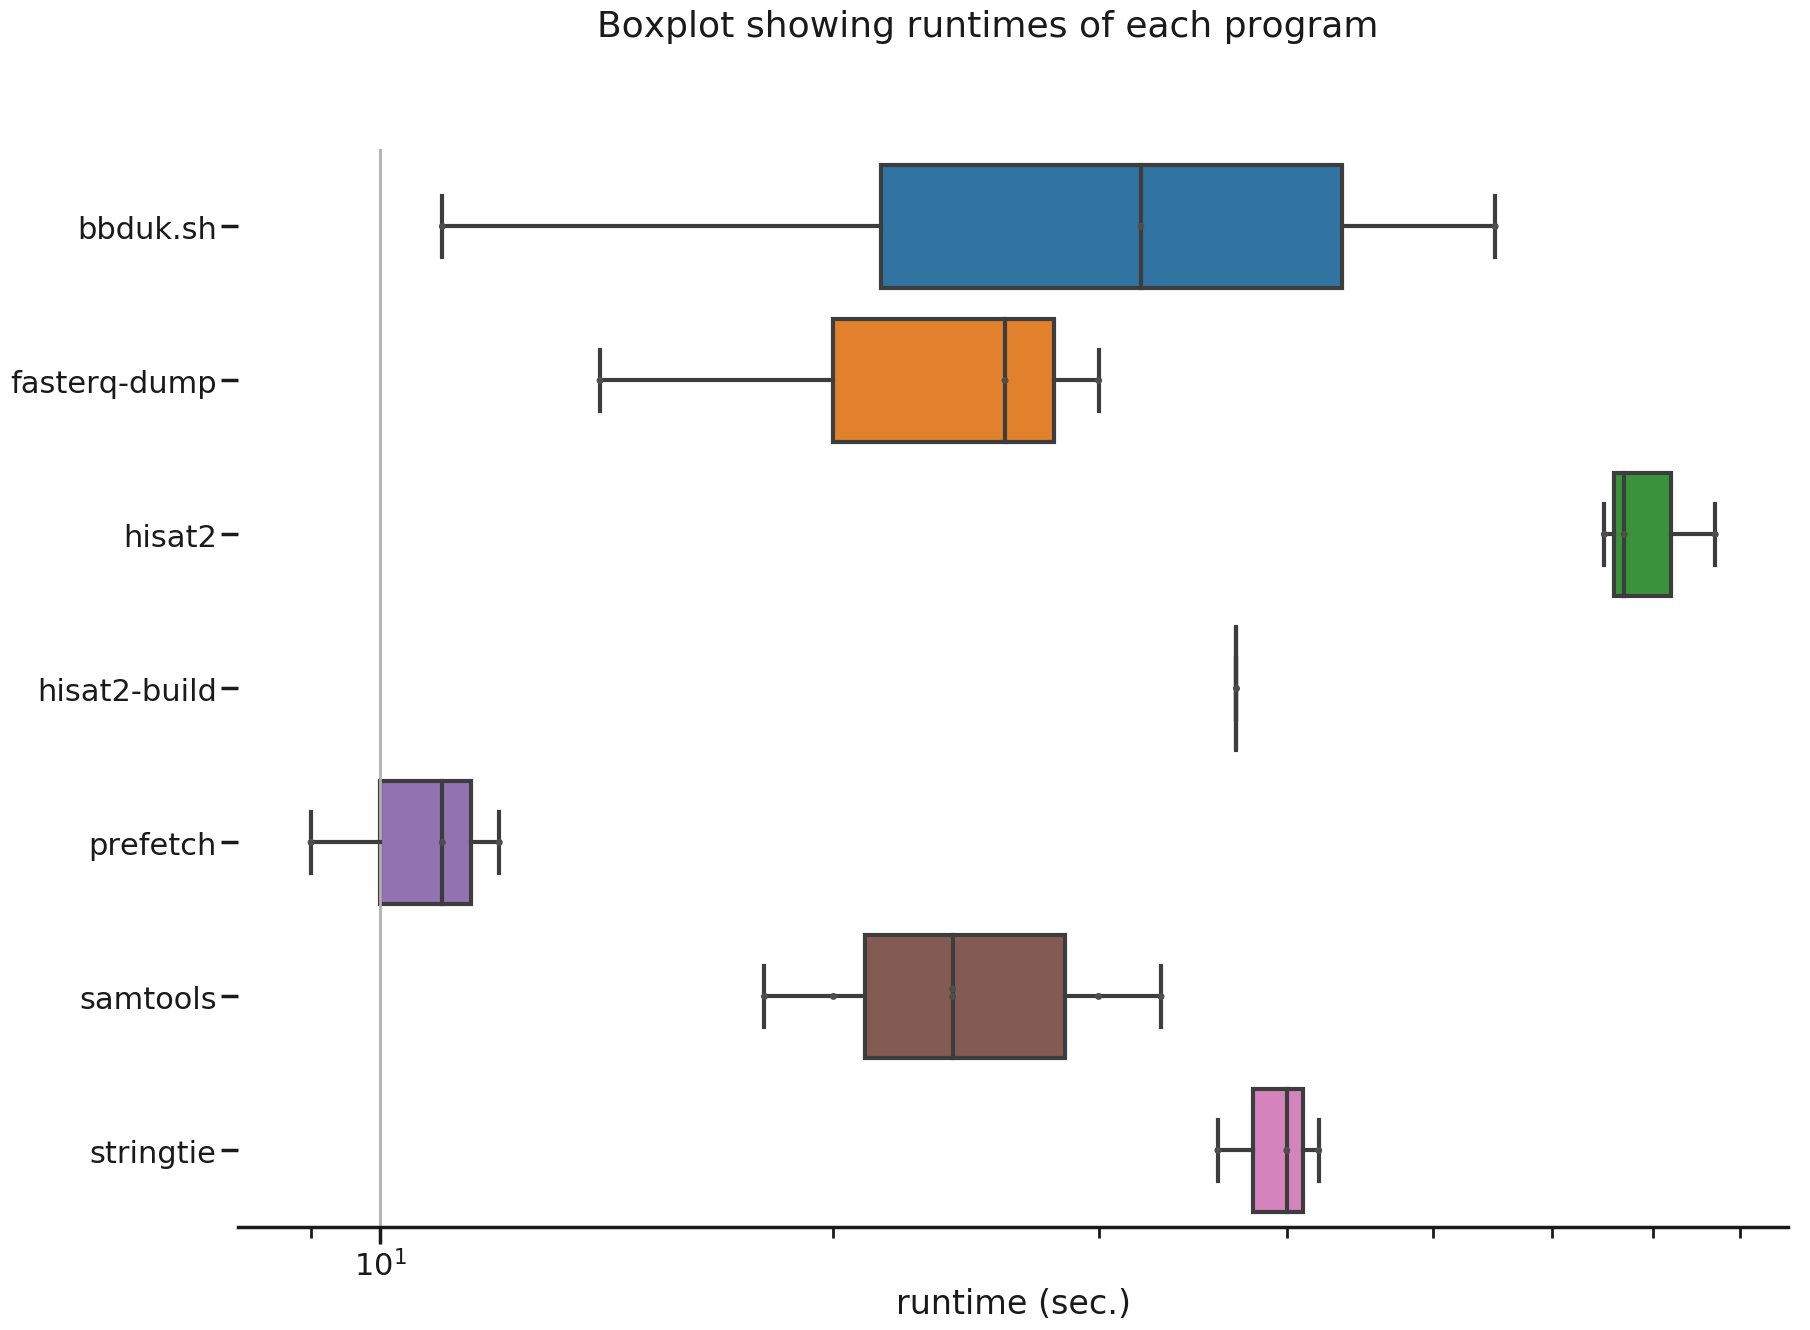 Boxplot showing runtimes of each program
bbduk.sh
fasterq-dump
hisat2
hisat2-build
prefetch
samtools
stringtie
10¹
runtime (sec.)